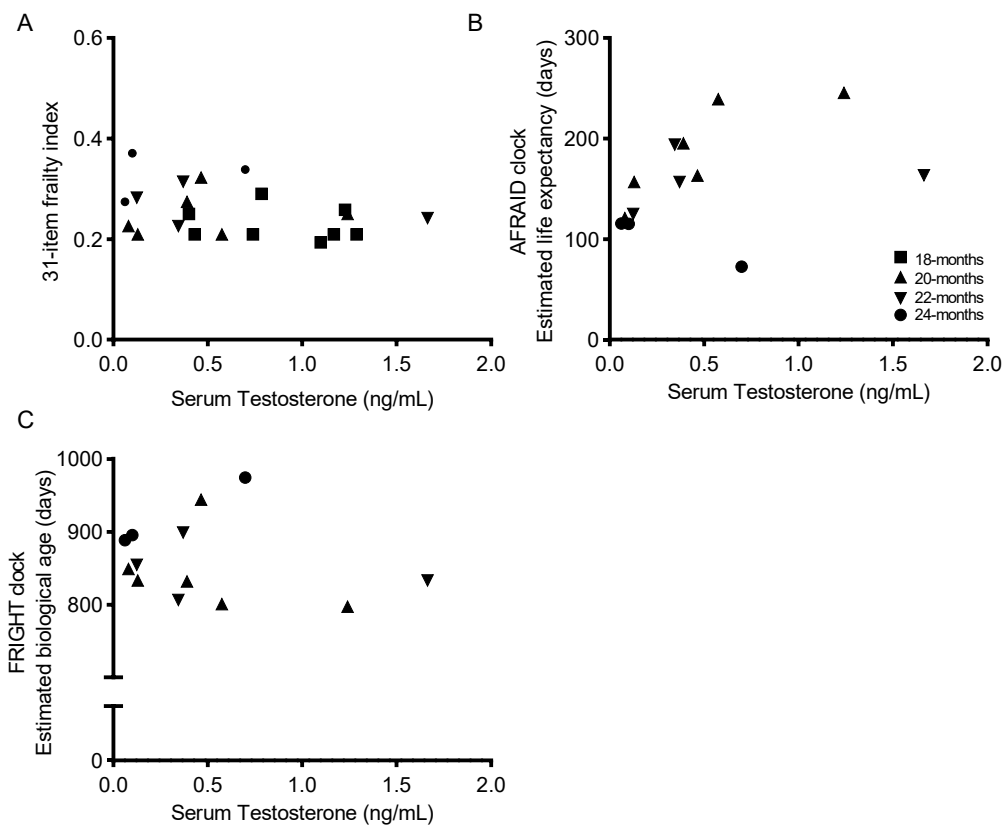 A
31-item frailty index
0.6
0.4
0.2
0.0
0.0 0.5 1.0 1.5 2.0
Serum Testosterone (ng/mL)
B
AFRAID clock
Estimated life expectancy (days)
300
200
100
0
18-months
20-months
22-months
24-months
0.0 0.5 1.0 1.5 2.0
Serum Testosterone (ng/mL)
C
FRIGHT clock
Estimated biological age (days)
1000
900
800
0
0.0 0.5 1.0 1.5 2.0
Serum Testosterone (ng/mL)